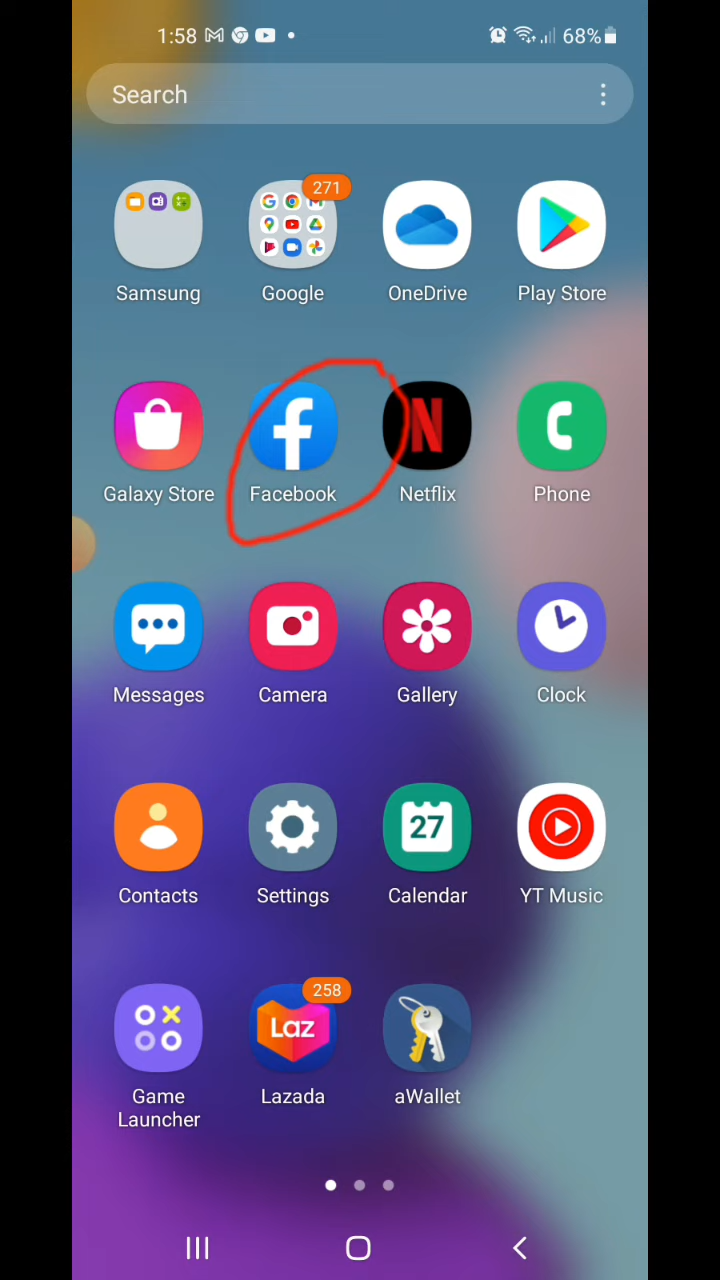 1:58
68%
Search
271
Samsung
Google
OneDrive
Play Store
Galaxy Store
Facebook
Netflix
Phone
Messages
Camera
Gallery
Clock
27
Contacts
Settings
Calendar
YT Music
258
Laz
Game
Launcher
Lazada
aWallet